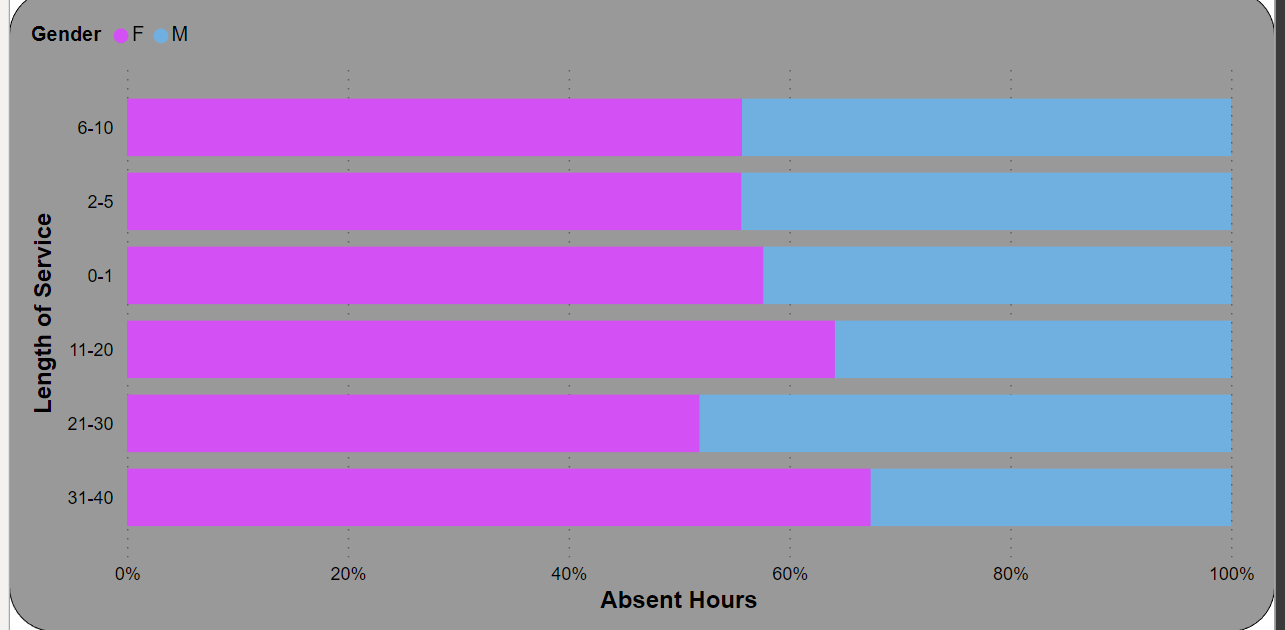 Gender F M
6-10
2-5
0-1
11-20
21-30
31-40
Length of Service
0% 20% 40% 60% 80% 100%
Absent Hours